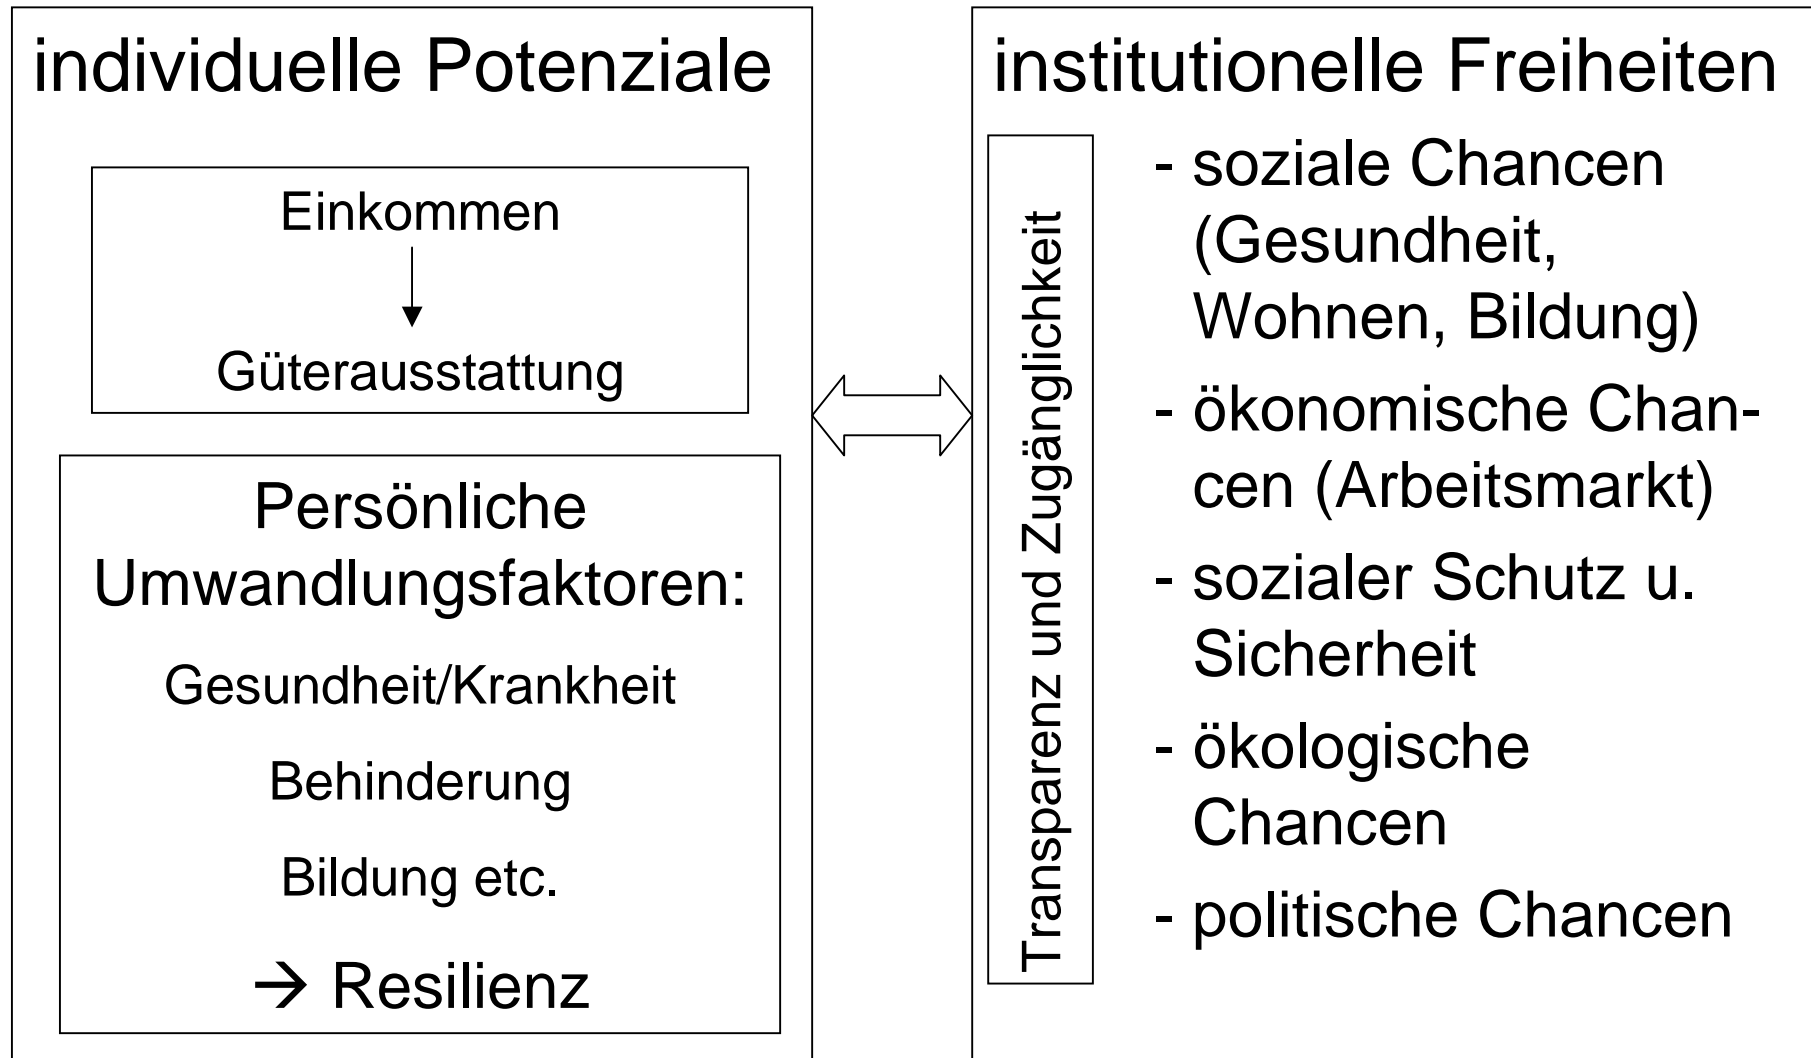 individuelle Potenziale
Einkommen
Güterausstattung
Persönliche
Umwandlungsfaktoren:
Gesundheit/Krankheit
Behinderung
Bildung etc.
→ Resilienz
institutionelle Freiheiten
Transparenz und Zugänglichkeit
- soziale Chancen
(Gesundheit,
Wohnen, Bildung)
- ökonomische Chan-
cen (Arbeitsmarkt)
- sozialer Schutz u.
Sicherheit
- ökologische
Chancen
- politische Chancen